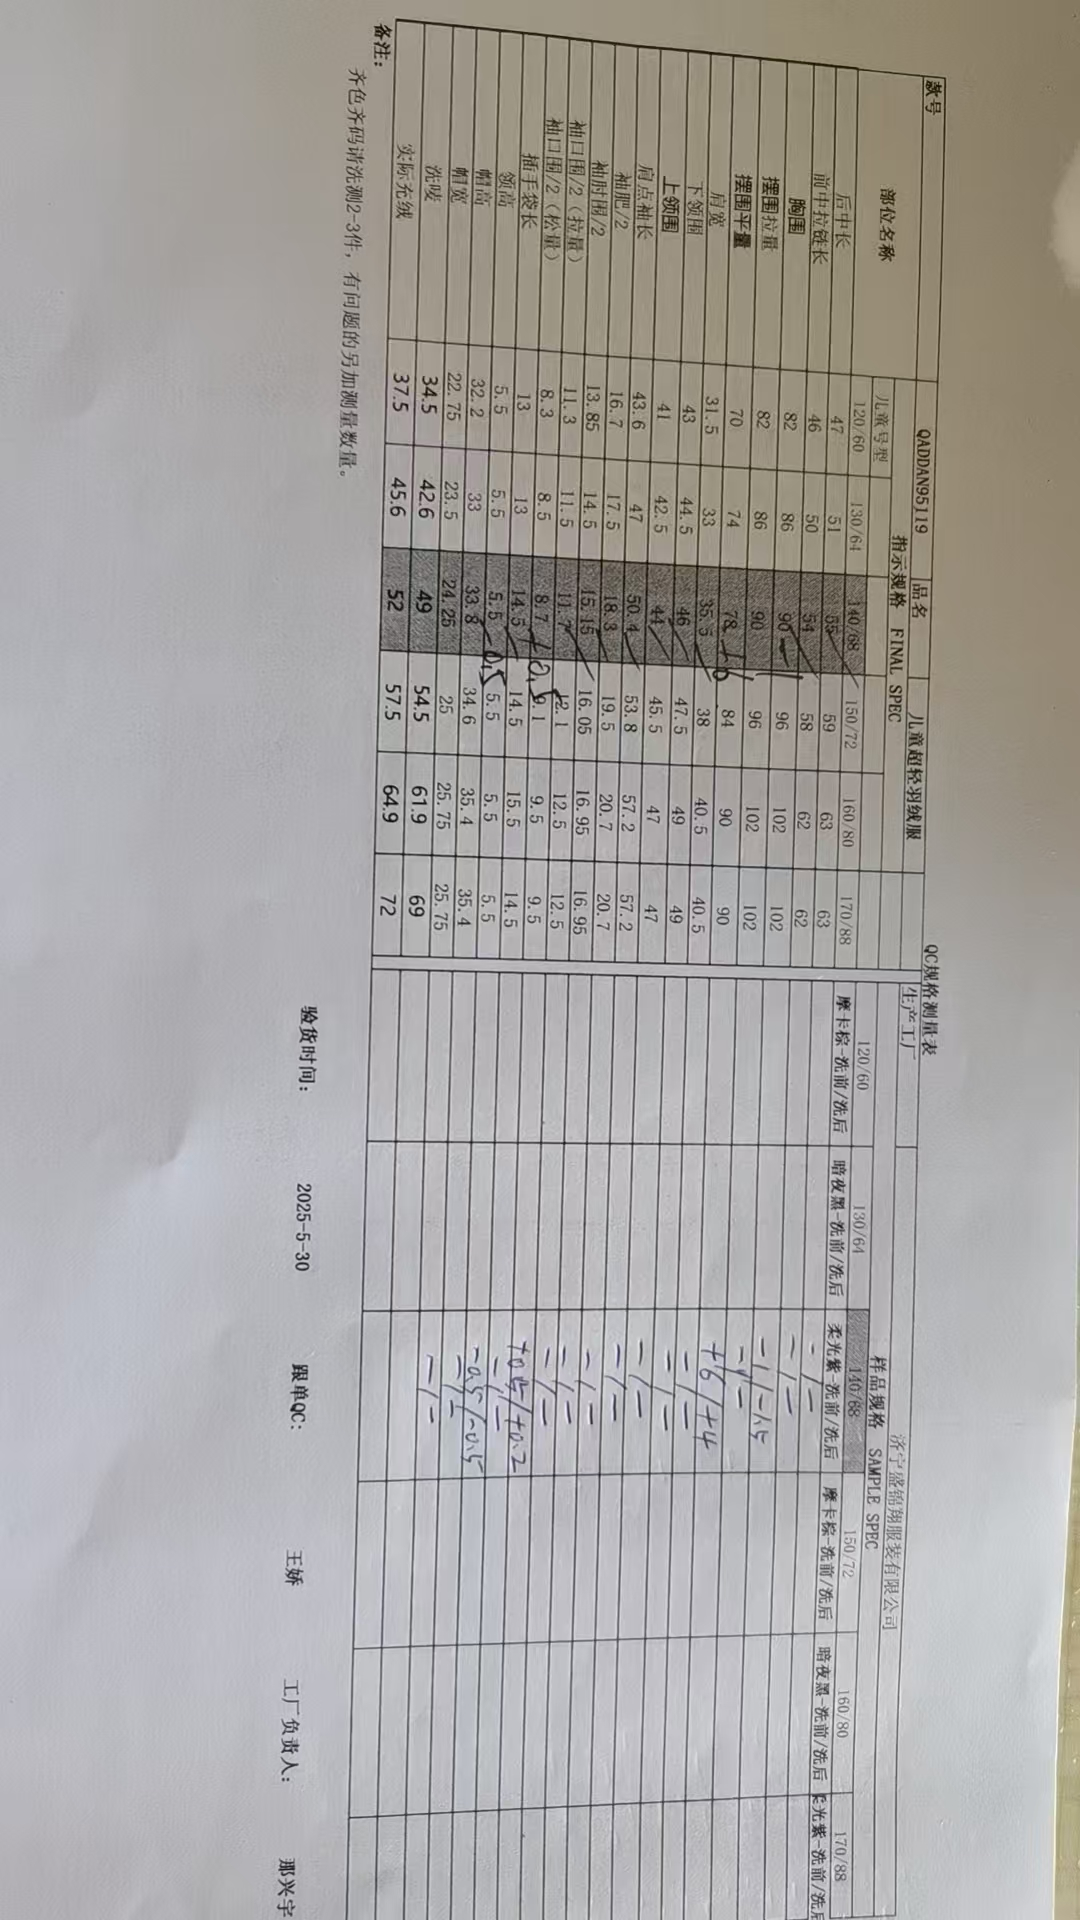 QC规格测量表
款号 QADDAN95119 品名 儿童超轻羽绒服 生产工厂 济宁盛锦翔服装有限公司
部位名称 指示规格 FINAL SPEC 样品规格 SAMPLE SPEC
儿童号型
120/60 130/64 140/68 150/72 160/80 170/88 120/60 130/64 140/68 150/72 160/80 170/88
摩卡棕-洗前/洗后 暗夜黑-洗前/洗后 柔光紫-洗前/洗后 摩卡棕-洗前/洗后 暗夜黑-洗前/洗后 柔光紫-洗前/洗后
后中长 47 51 55 59 63 63 -/-
前中拉链长 46 50 54 58 62 62 -/-
胸围 82 86 90 -1 96 102 102 -1/-1.5
摆围拉量 82 86 90 96 102 102
摆围平量 70 74 78 +6 84 90 90 +6/+4
肩宽 31.5 33 35.5 38 40.5 40.5 -/-
下领围 43 44.5 46 47.5 49 49 -/-
上领围 41 42.5 44 45.5 47 47 -/-
肩点袖长 43.6 47 50.4 53.8 57.2 57.2 -/-
袖肥/2 16.7 17.5 18.3 19.5 20.7 20.7 -/-
袖肘围/2 13.85 14.5 15.15 16.05 16.95 16.95 -/-
袖口围/2（拉量） 11.3 11.5 11.7 12.1 12.5 12.5 -/-
袖口围/2（松量） 8.3 8.5 8.7 +0.5 9.1 9.5 9.5 +0.5/+0.2
插手袋长 13 13 14.5 14.5 15.5 14.5 -/-
领高 5.5 5.5 5.5 -0.5 5.5 5.5 5.5 -0.5/-0.5
帽高 32.2 33 33.8 34.6 35.4 35.4 -/-
帽宽 22.75 23.5 24.25 25 25.75 25.75 -/-
洗唛 34.5 42.6 49 54.5 61.9 69
实际充绒 37.5 45.6 52 57.5 64.9 72
备注：
齐色齐码请洗测2-3件，有问题的另加测量数量。
验货时间： 2025-5-30 跟单QC： 王娇 工厂负责人： 那兴宇